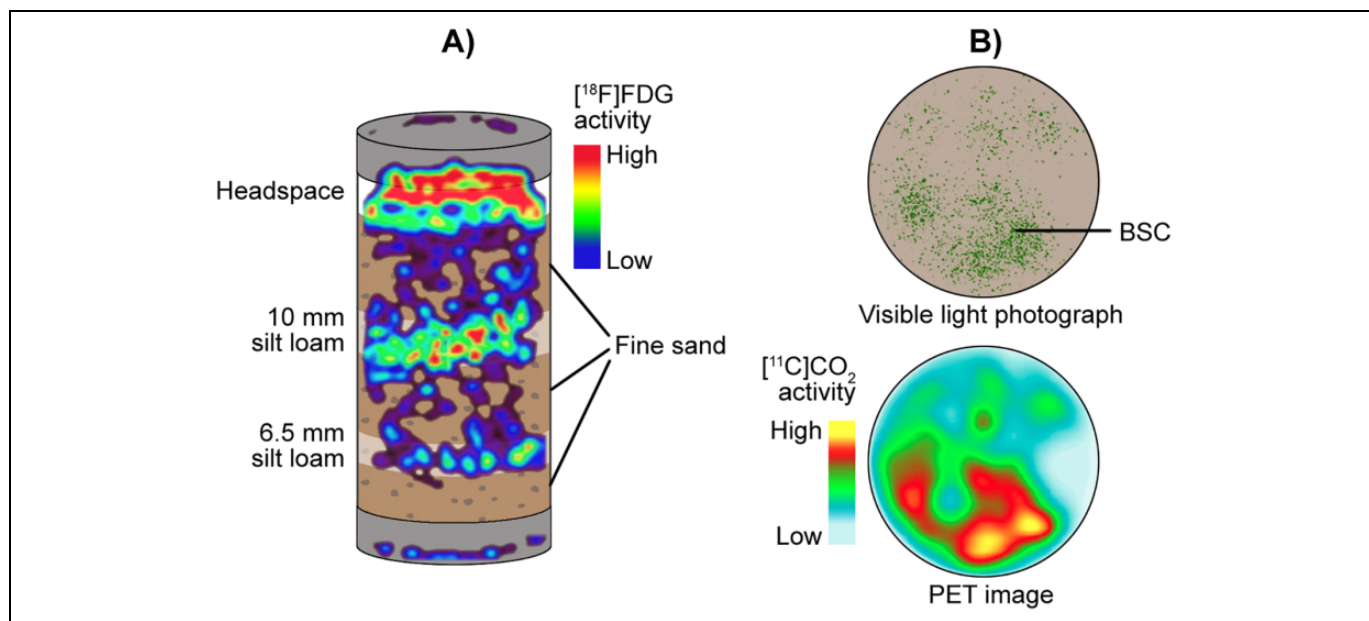 A)
[¹⁸F]FDG
activity
High
Low
Headspace
10 mm
silt loam
Fine sand
6.5 mm
silt loam
B)
BSC
Visible light photograph
[¹¹C]CO₂
activity
High
Low
PET image